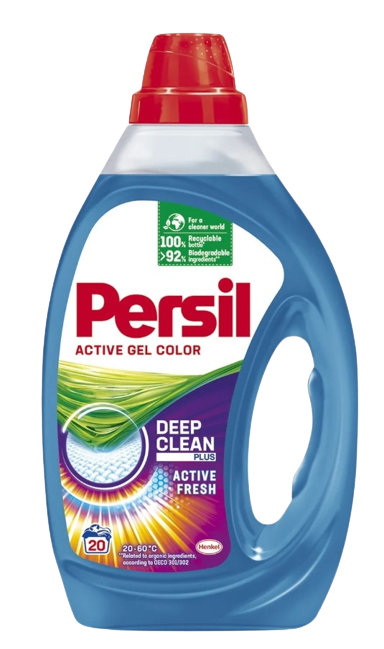 For a
cleaner world
100% Recyclable
bottle*
>92% Biodegradable
ingredients**
Persil
ACTIVE GEL COLOR
DEEP
CLEAN
PLUS
ACTIVE
FRESH
20
20-60°C
**Related to organic ingredients,
according to OECD 301/302
Henkel